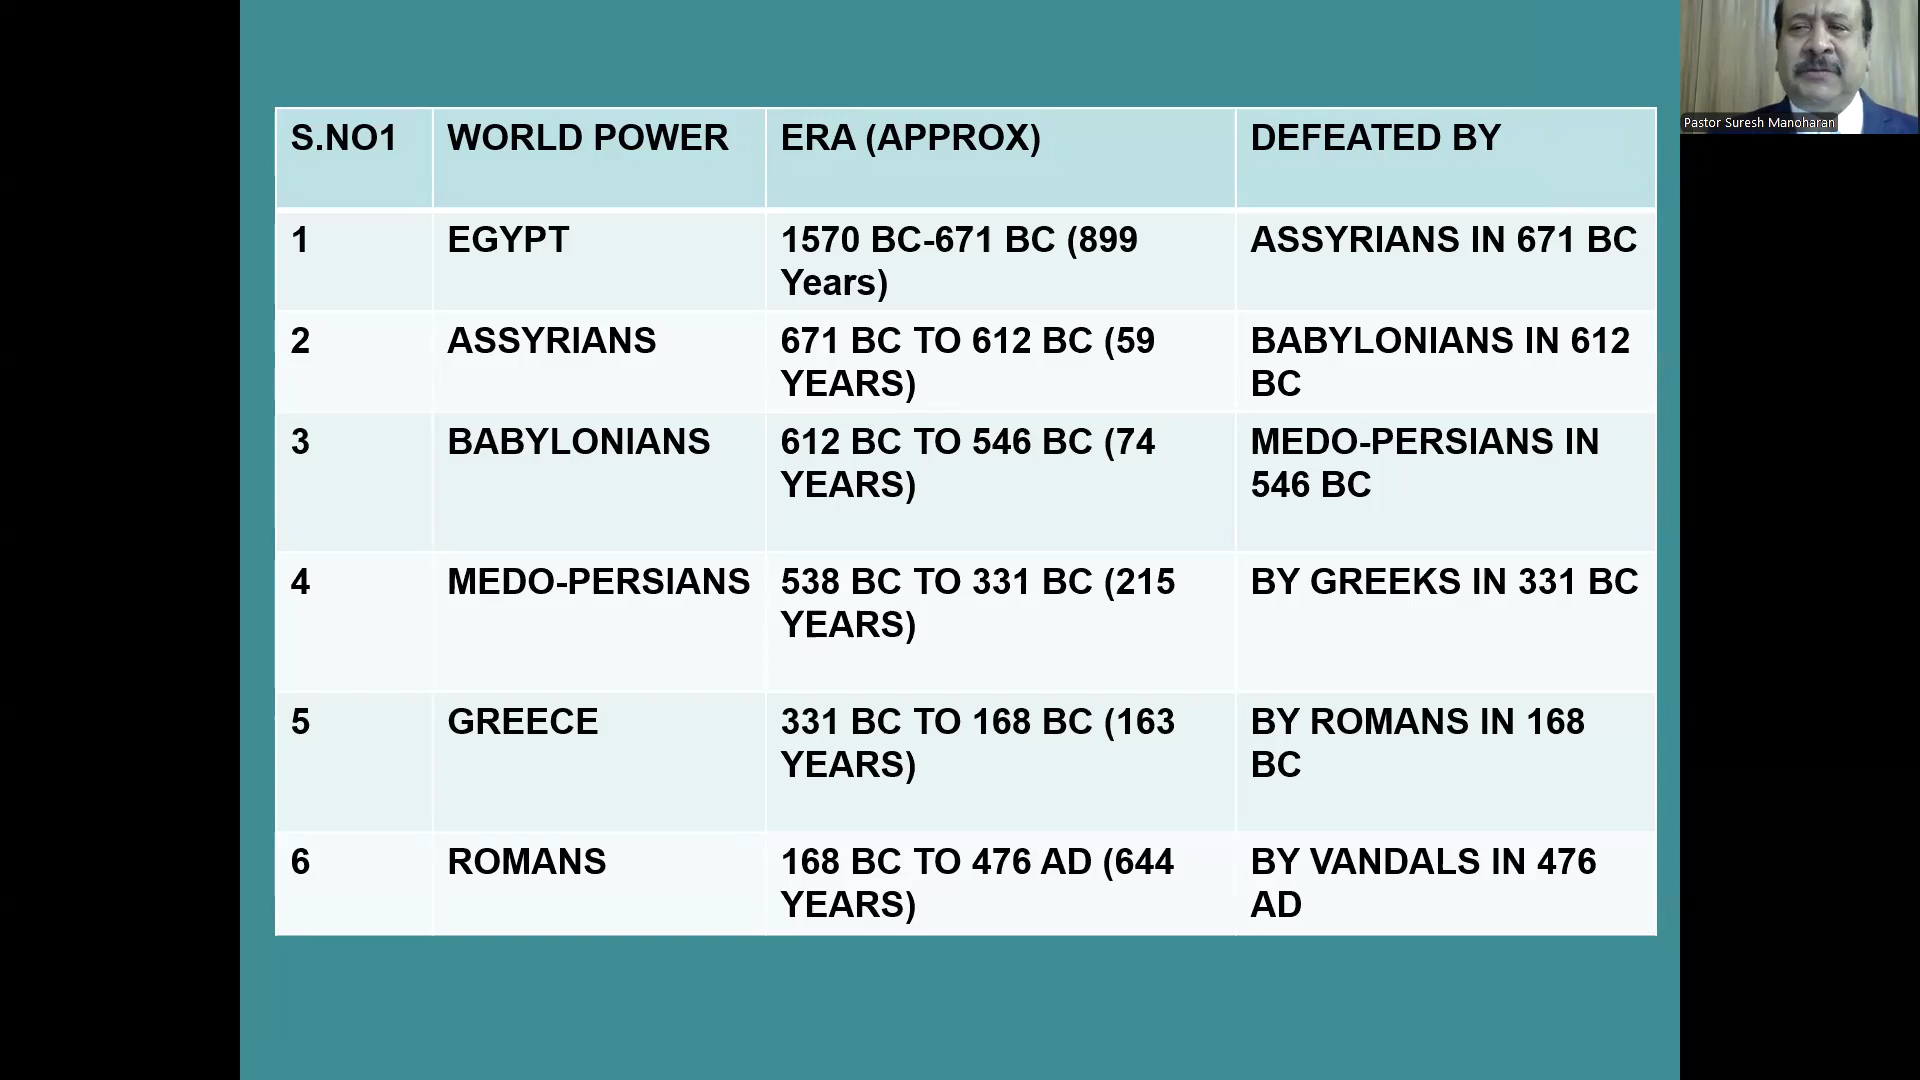 Pastor Suresh Manoharan
S.NO1 WORLD POWER ERA (APPROX) DEFEATED BY
1 EGYPT 1570 BC-671 BC (899 ASSYRIANS IN 671 BC
Years)
2 ASSYRIANS 671 BC TO 612 BC (59 BABYLONIANS IN 612
YEARS) BC
3 BABYLONIANS 612 BC TO 546 BC (74 MEDO-PERSIANS IN
YEARS) 546 BC
4 MEDO-PERSIANS 538 BC TO 331 BC (215 BY GREEKS IN 331 BC
YEARS)
5 GREECE 331 BC TO 168 BC (163 BY ROMANS IN 168
YEARS) BC
6 ROMANS 168 BC TO 476 AD (644 BY VANDALS IN 476
YEARS) AD